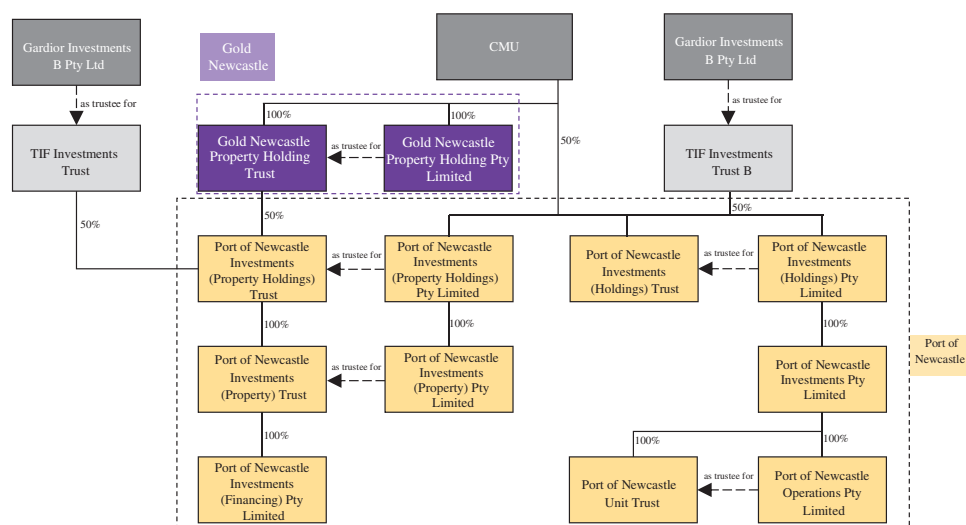 Gardior Investments
B Pty Ltd
Gold
Newcastle
CMU
Gardior Investments
B Pty Ltd
as trustee for
as trustee for
100%
100%
TIF Investments
Trust
Gold Newcastle
Property Holding
Trust
as trustee for
Gold Newcastle
Property Holding Pty
Limited
50%
TIF Investments
Trust B
50%
50%
50%
Port of Newcastle
Investments
(Property Holdings)
Trust
as trustee for
Port of Newcastle
Investments
(Property Holdings)
Pty Limited
Port of Newcastle
Investments
(Holdings) Trust
as trustee for
Port of Newcastle
Investments
(Holdings) Pty
Limited
100%
100%
100%
Port of
Newcastle
Port of Newcastle
Investments
(Property) Trust
as trustee for
Port of Newcastle
Investments
(Property) Pty
Limited
Port of Newcastle
Investments Pty
Limited
100%
100%
100%
Port of Newcastle
Investments
(Financing) Pty
Limited
Port of Newcastle
Unit Trust
as trustee for
Port of Newcastle
Operations Pty
Limited